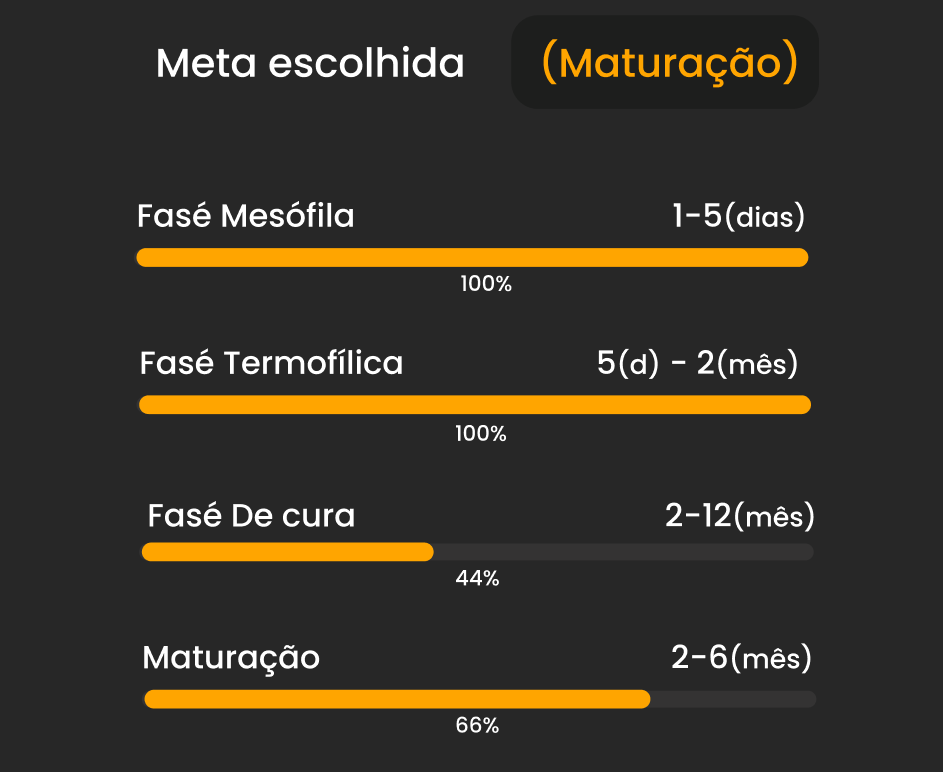 Meta escolhida (Maturação)
Fasé Mesófila 1-5(dias)
100%
Fasé Termofílica 5(d) - 2(mês)
100%
Fasé De cura 2-12(mês)
44%
Maturação 2-6(mês)
66%